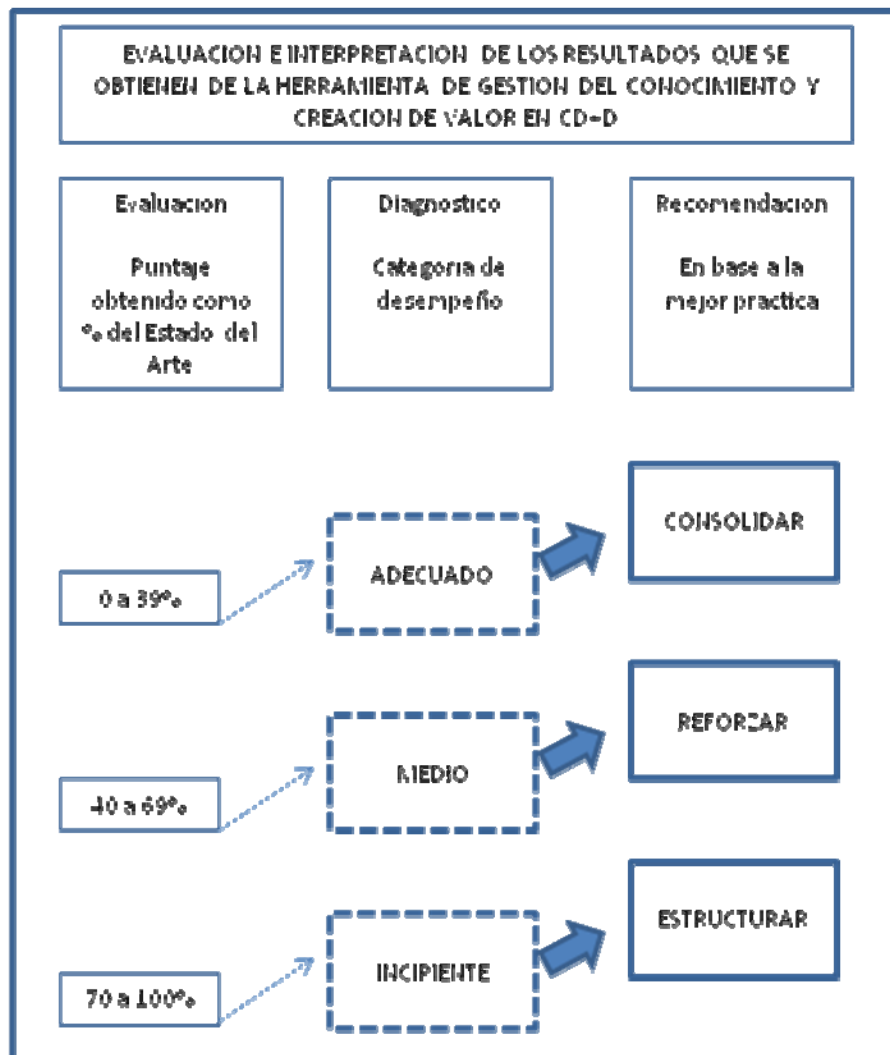 EVALUACION E INTERPRETACION DE LOS RESULTADOS QUE SE
OBTIENEN DE LA HERRAMIENTA DE GESTION DEL CONOCIMIENTO Y
CREACION DE VALOR EN CD+D
Evaluacion
Puntaje
obtenido como
% del Estado del
Arte
Diagnostico
Categoria de
desempeño
Recomendacion
En base a la
mejor practica
0 a 39%
ADECUADO
CONSOLIDAR
40 a 69%
MEDIO
REFORZAR
70 a 100%
INCIPIENTE
ESTRUCTURAR